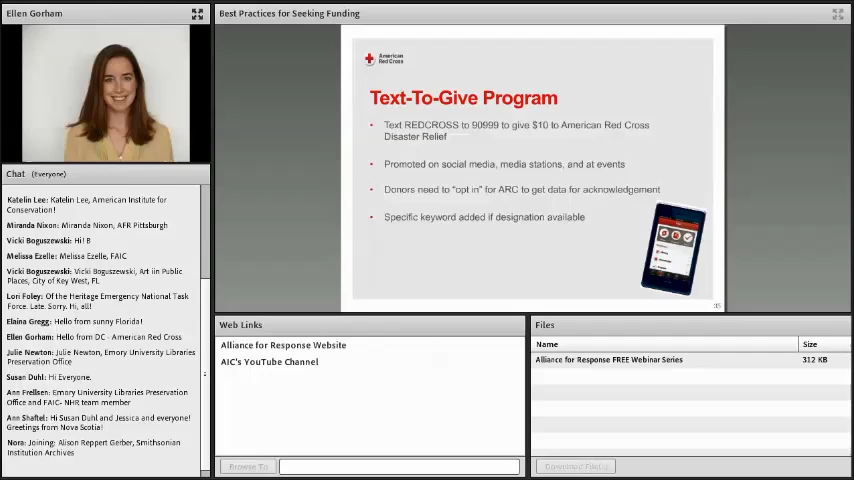 Ellen Gorham
Best Practices for Seeking Funding
American
Red Cross
Text-To-Give Program
• Text REDCROSS to 90999 to give $10 to American Red Cross
Disaster Relief
• Promoted on social media, media stations, and at events
• Donors need to “opt in” for ARC to get data for acknowledgement
• Specific keyword added if designation available
35
Chat (Everyone)
Katelin Lee: Katelin Lee, American Institute for
Conservation!
Miranda Nixon: Miranda Nixon, AFR Pittsburgh
Vicki Boguszewski: Hi! B
Melissa Ezelle: Melissa Ezelle, FAIC
Vicki Boguszewski: Vicki Boguszewski, Art iin Public
Places, City of Key West, FL
Lori Foley: Of the Heritage Emergency National Task
Force. Late. Sorry. Hi, all!
Elaina Gregg: Hello from sunny Florida!
Ellen Gorham: Hello from DC - American Red Cross
Julie Newton: Julie Newton, Emory University Libraries
Preservation Office
Susan Duhl: Hi Everyone.
Ann Frellsen: Emory University Libraries Preservation
Office and FAIC- NHR team member
Ann Shaftel: Hi Susan Duhl and Jessica and everyone!
Greetings from Nova Scotia!
Nora: Joining: Alison Reppert Gerber, Smithsonian
Institution Archives
Web Links
Alliance for Response Website
AIC's YouTube Channel
Browse To
Files
Name Size
Alliance for Response FREE Webinar Series 312 KB
Download File(s)